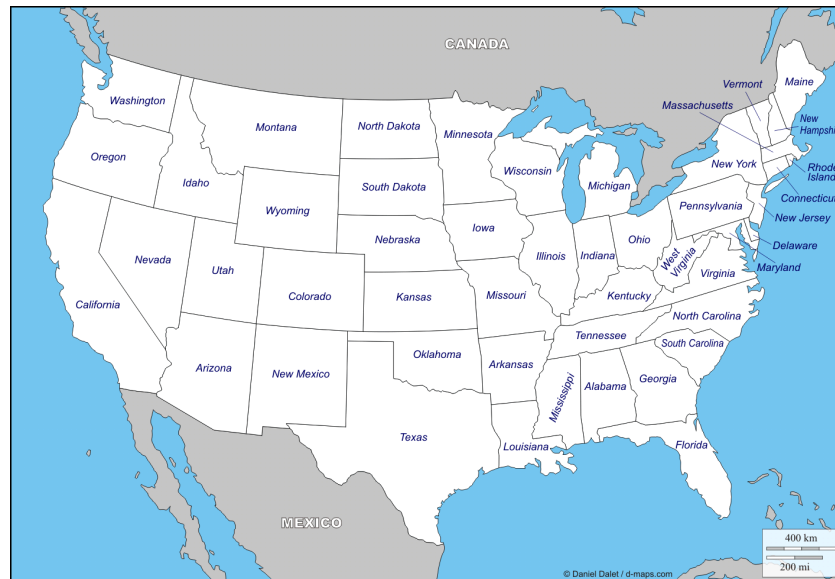 CANADA
Maine
Vermont
Massachusetts
Washington
New
Hampshi
Montana
North Dakota
Minnesota
Oregon
Wisconsin
New York
Rhode
Island
Idaho
South Dakota
Michigan
Connecticut
Wyoming
Pennsylvania
New Jersey
Iowa
Nebraska
Ohio
Delaware
Nevada
Utah
Illinois
Indiana
West
Virginia
Maryland
Virginia
California
Colorado
Kansas
Missouri
Kentucky
North Carolina
Tennessee
South Carolina
Oklahoma
Arkansas
Arizona
New Mexico
Mississippi
Alabama
Georgia
Texas
Louisiana
Florida
MEXICO
400 km
200 mi
© Daniel Dalet / d-maps.com